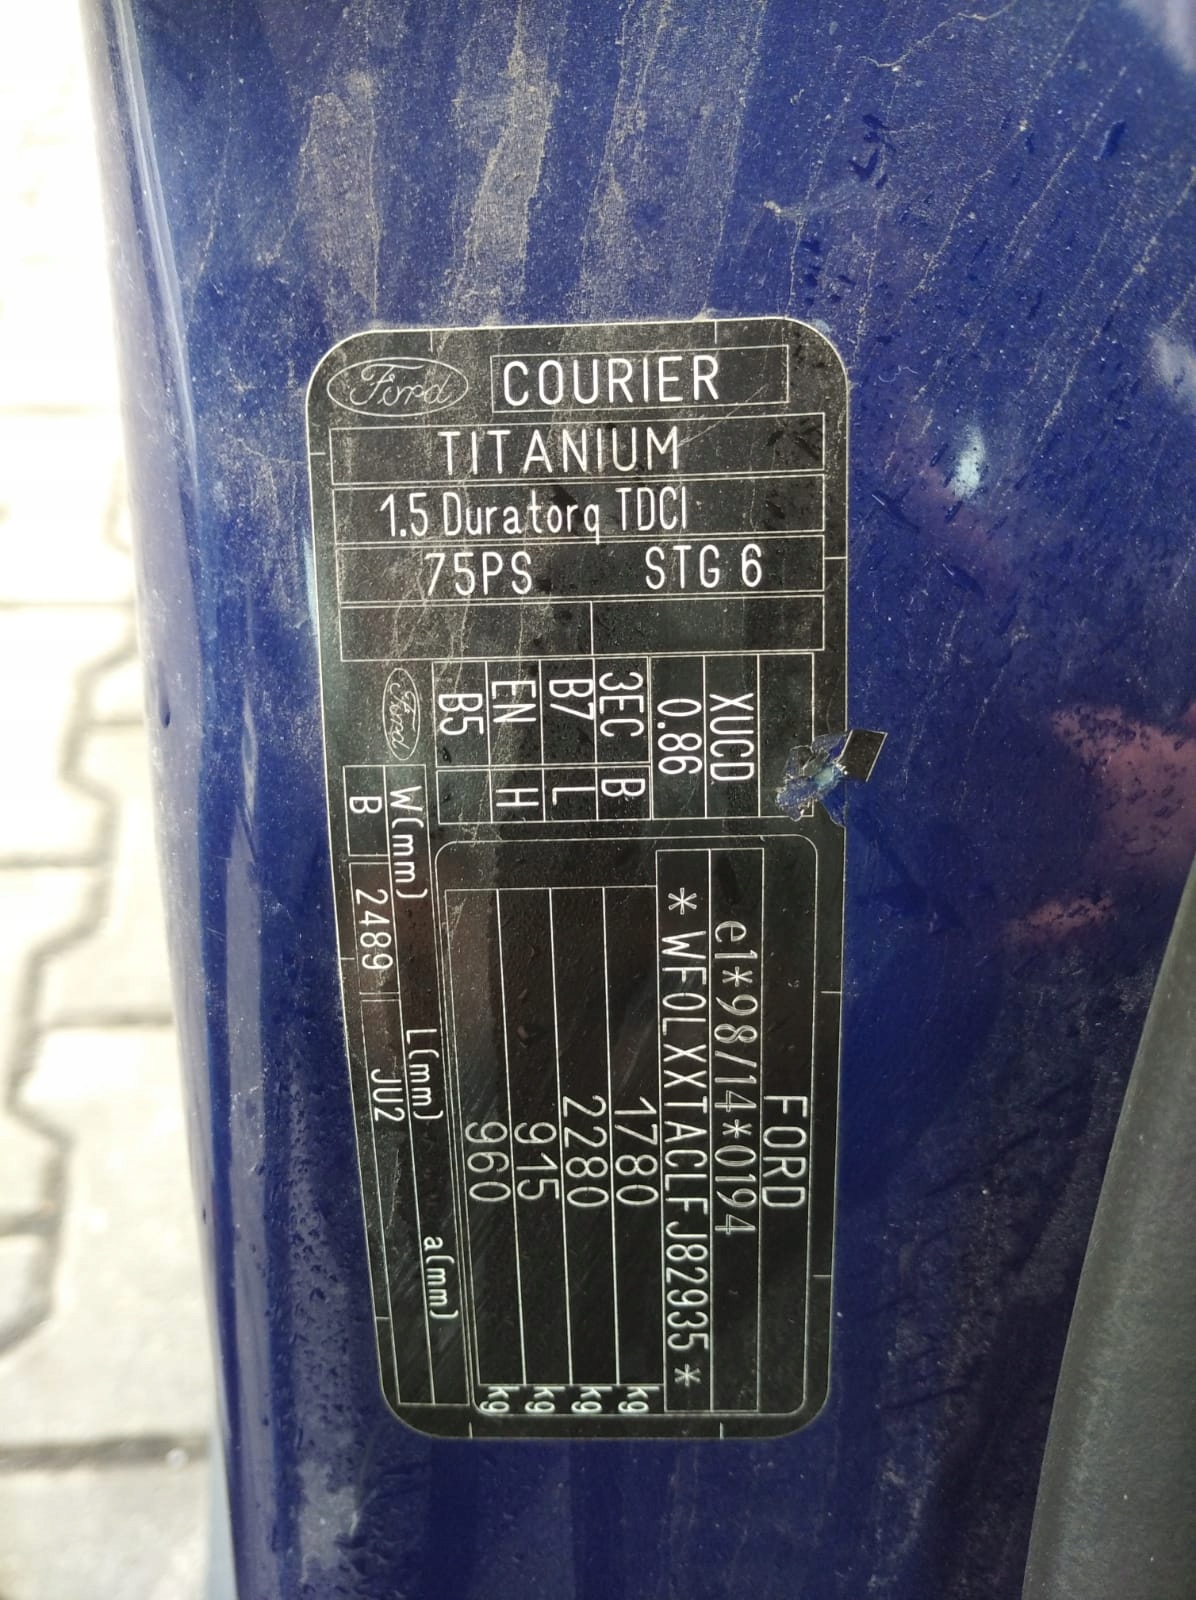 Ford COURIER
TITANIUM
1.5 Duratorq TDCI
75PS STG 6
XUCD
0.86
3EC B
B7 L
EN H
B5
Ford
FORD
e1*98/14*0194
* WF0LXXTACLFJ82935 *
1780 kg
2280 kg
915 kg
960 kg
W(mm) L(mm) a(mm)
B 2489 JU2